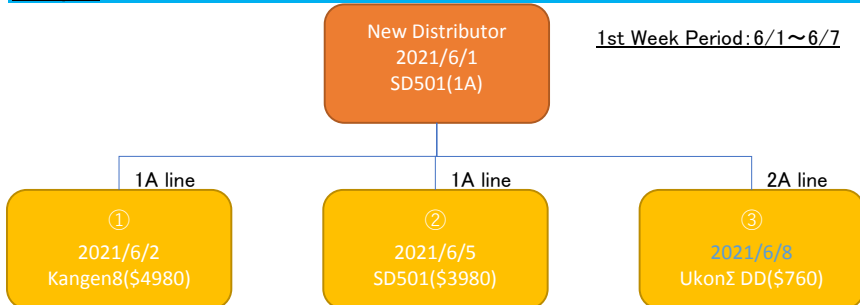 New Distributor
2021/6/1
SD501(1A)
1st Week Period:6/1～6/7
1A line
1A line
2A line
①
2021/6/2
Kangen8($4980)
②
2021/6/5
SD501($3980)
③
2021/6/8
UkonΣ DD($760)